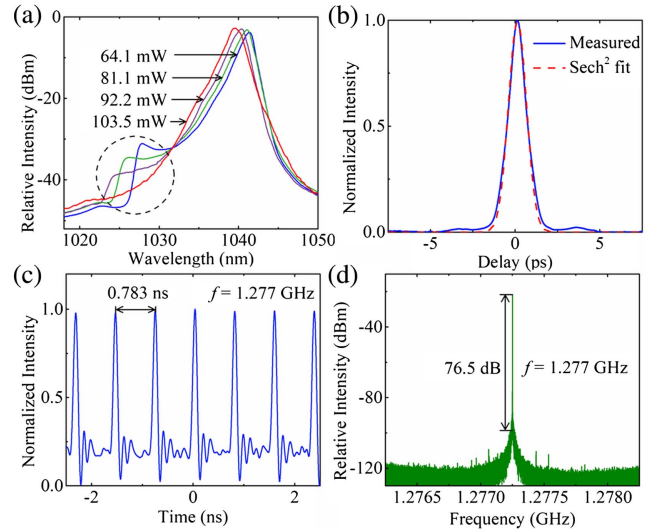 (a)
Relative Intensity (dBm)
0
-20
-40
64.1 mW
81.1 mW
92.2 mW
103.5 mW
1020
1030
1040
1050
Wavelength (nm)
(b)
Normalized Intensity
1.0
0.5
0.0
Measured
Sech² fit
-5
0
5
Delay (ps)
(c)
Normalized Intensity
1.0
0.5
0.0
0.783 ns
f = 1.277 GHz
-2
-1
0
1
2
Time (ns)
(d)
Relative Intensity (dBm)
-40
-80
-120
76.5 dB
f = 1.277 GHz
1.2765
1.2770
1.2775
1.2780
Frequency (GHz)